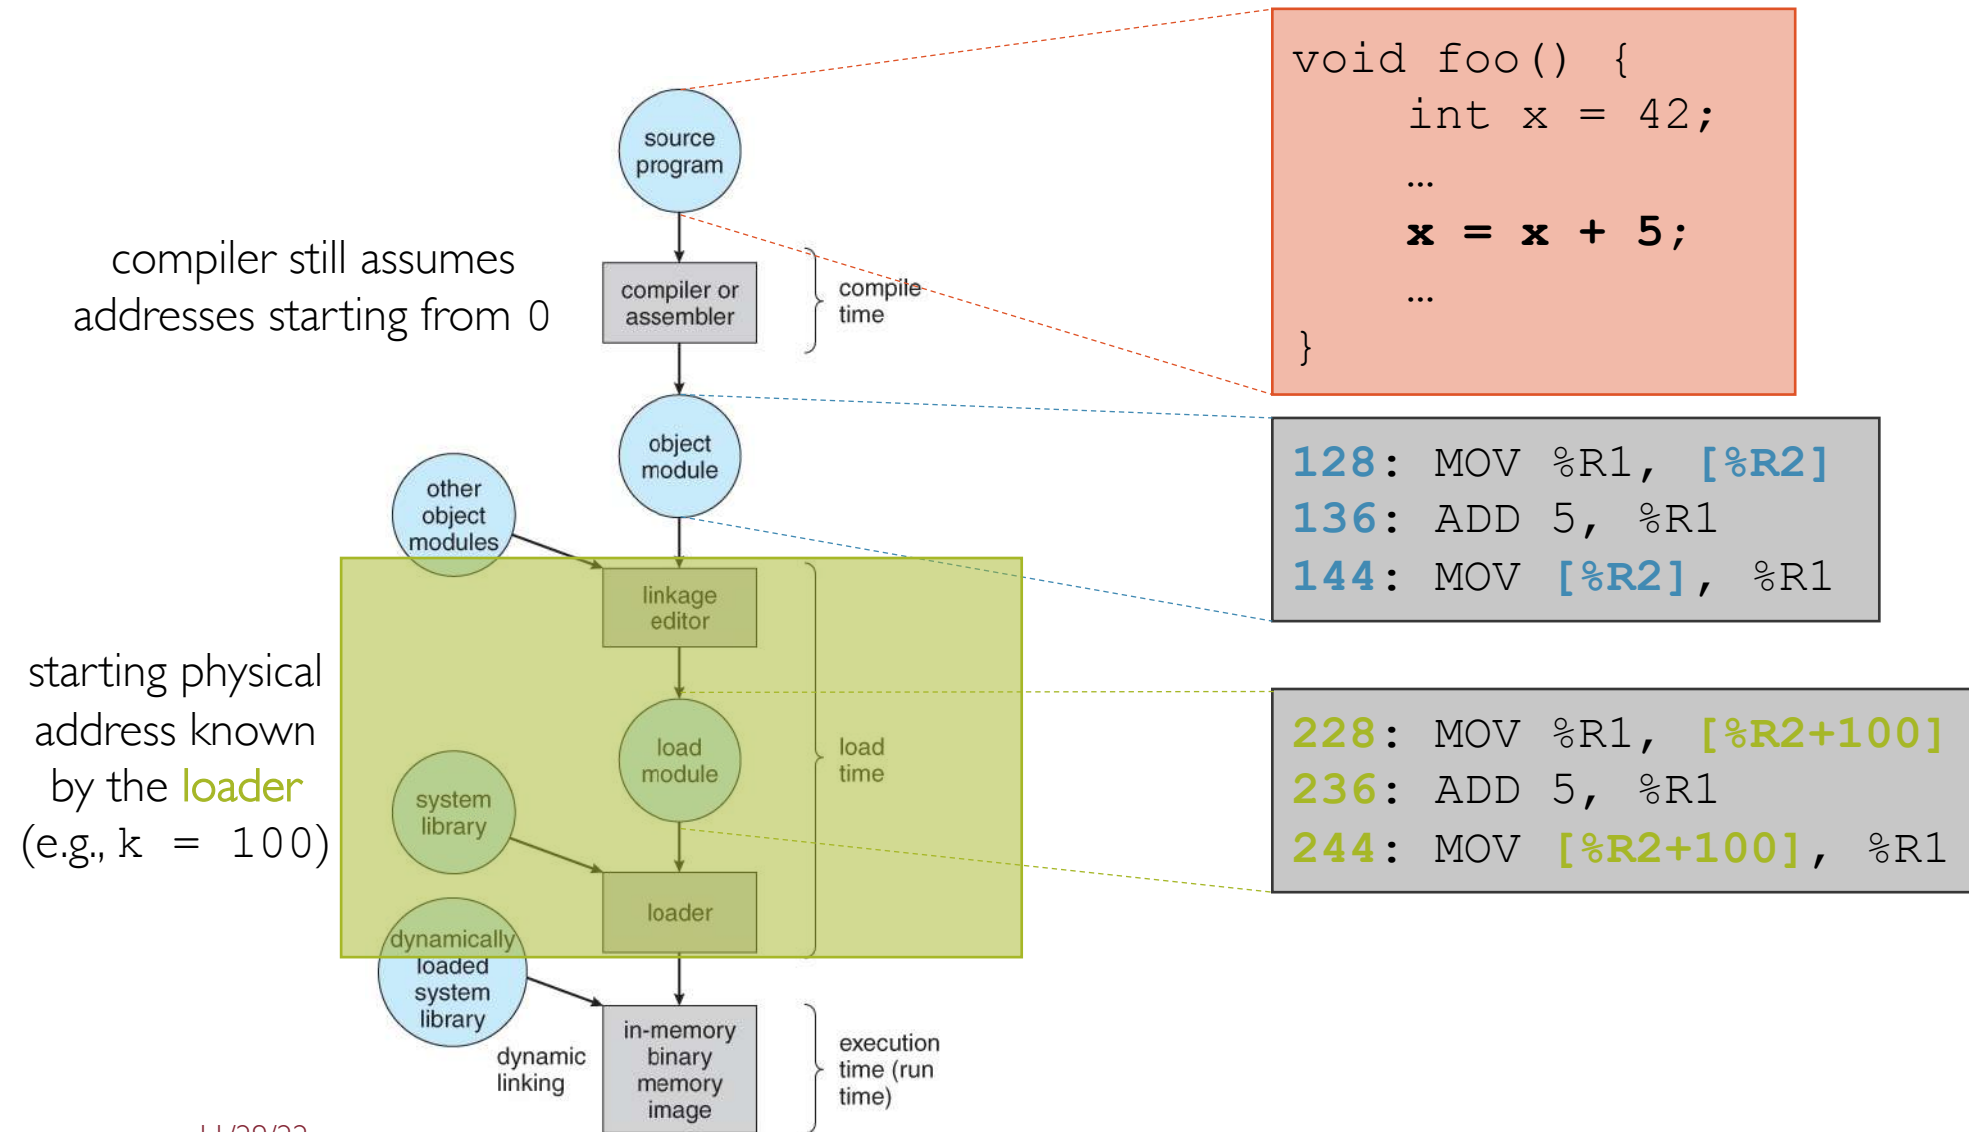 void foo() {
int x = 42;
…
x = x + 5;
…
}
source
program
compiler still assumes
addresses starting from 0
compiler or
assembler
compile
time
object
module
128: MOV %R1, [%R2]
136: ADD 5, %R1
144: MOV [%R2], %R1
other
object
modules
linkage
editor
starting physical
address known
by the loader
(e.g., k = 100)
load
module
load
time
228: MOV %R1, [%R2+100]
236: ADD 5, %R1
244: MOV [%R2+100], %R1
system
library
loader
dynamically
loaded
system
library
dynamic
linking
in-memory
binary
memory
image
execution
time (run
time)